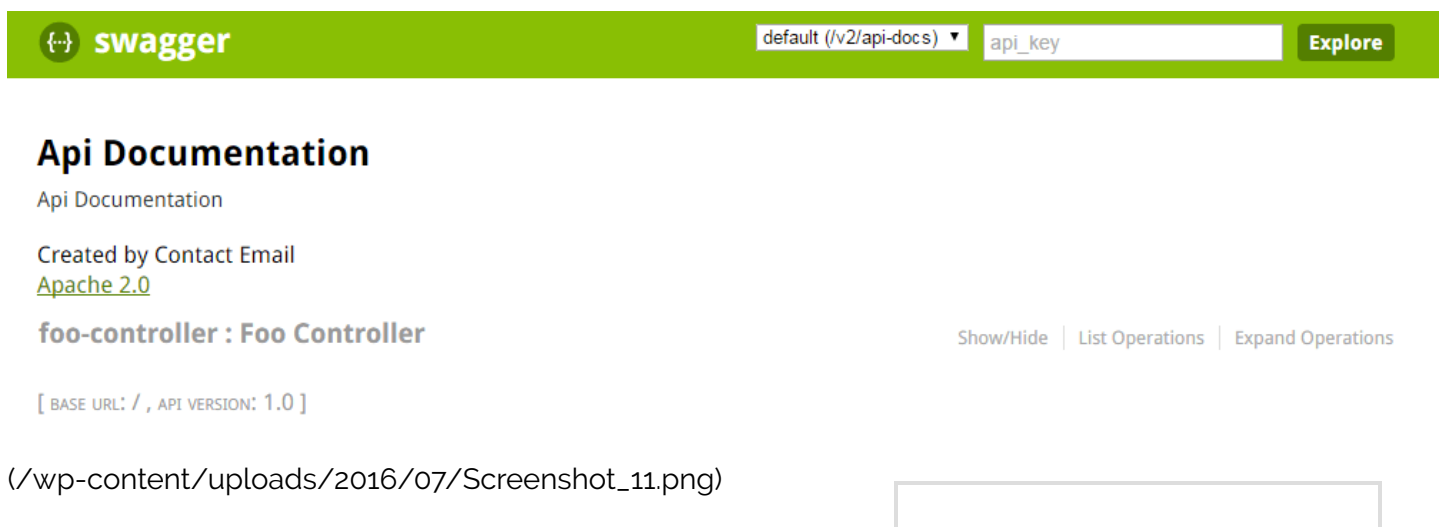 {...} swagger default (/v2/api-docs) ▼ api_key Explore
Api Documentation
Api Documentation
Created by Contact Email
Apache 2.0
foo-controller : Foo Controller Show/Hide | List Operations | Expand Operations
[ BASE URL: / , API VERSION: 1.0 ]
(/wp-content/uploads/2016/07/Screenshot_11.png)